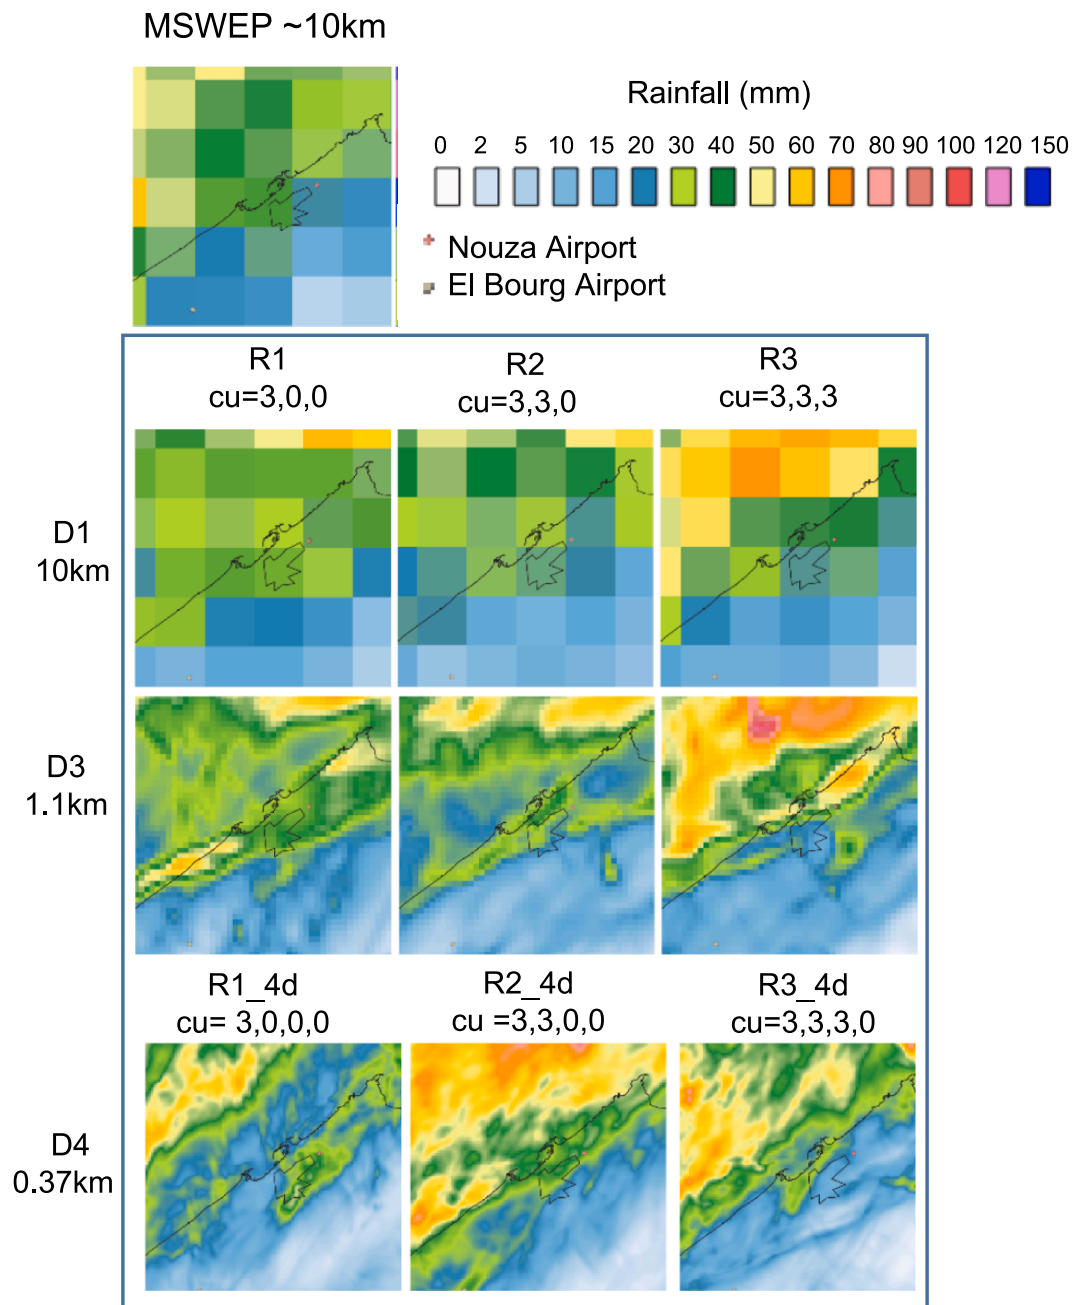 MSWEP ~10km
Rainfall (mm)
0 2 5 10 15 20 30 40 50 60 70 80 90 100 120 150
Nouza Airport
El Bourg Airport
R1
cu=3,0,0
R2
cu=3,3,0
R3
cu=3,3,3
D1
10km
D3
1.1km
R1_4d
cu= 3,0,0,0
R2_4d
cu =3,3,0,0
R3_4d
cu=3,3,3,0
D4
0.37km